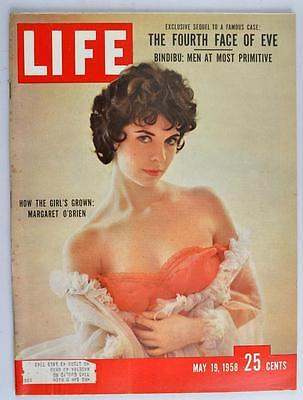 EXCLUSIVE SEQUEL TO A FAMOUS CASE:
LIFE
THE FOURTH FACE OF EVE
BINDIBU: MEN AT MOST PRIMITIVE
HOW THE GIRL'S GROWN:
MARGARET O'BRIEN
MAY 19, 1958 25 CENTS